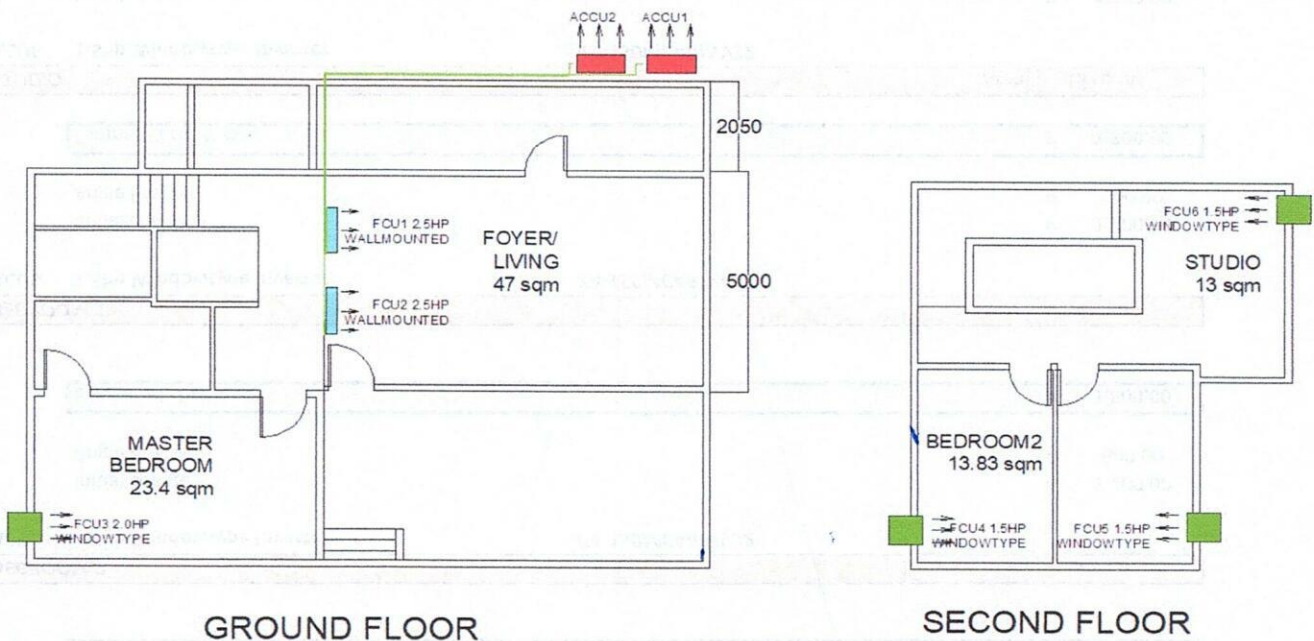 ACCU2 ACCU1
2050
FCU1 2.5HP
WALLMOUNTED
FOYER/
LIVING
47 sqm
FCU2 2.5HP
WALLMOUNTED
5000
MASTER
BEDROOM
23.4 sqm
FCU3 2.0HP
WINDOWTYPE
GROUND FLOOR
FCU6 1.5HP
WINDOWTYPE
STUDIO
13 sqm
BEDROOM2
13.83 sqm
FCU4 1.5HP
WINDOWTYPE
FCU5 1.5HP
WINDOWTYPE
SECOND FLOOR